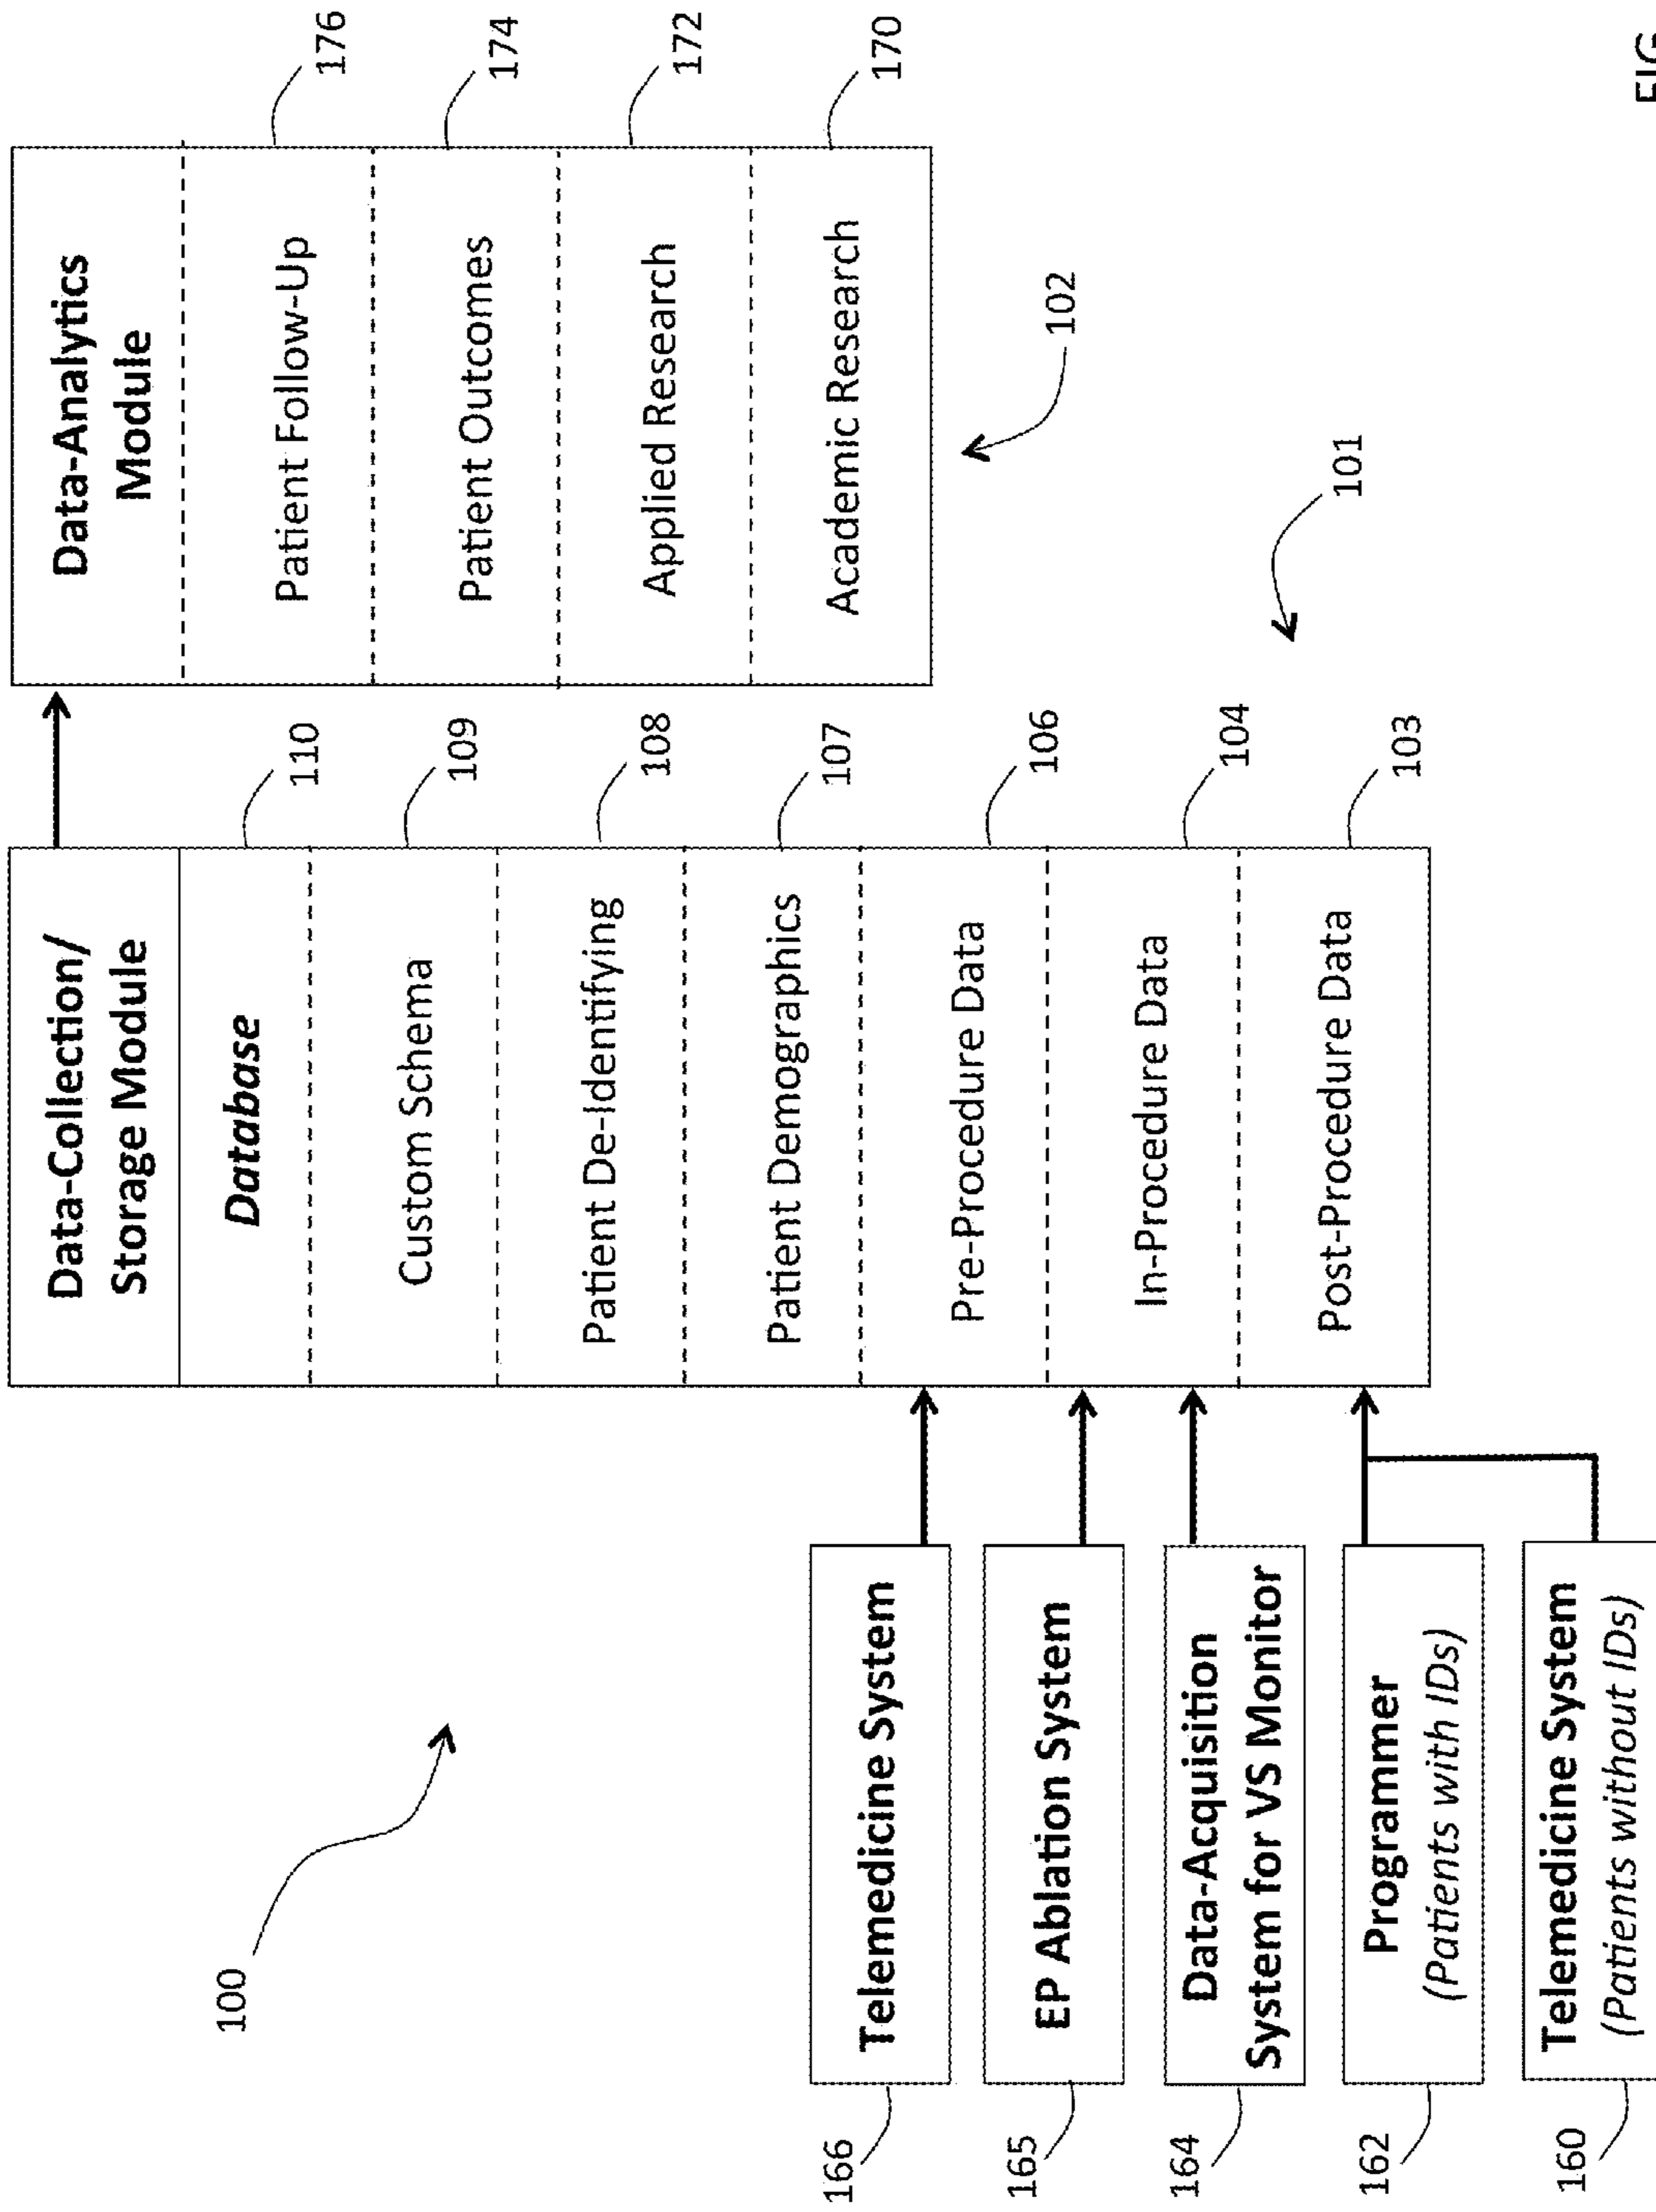 100
166
Telemedicine System
165
EP Ablation System
164
Data-Acquisition
System for VS Monitor
162
Programmer
(Patients with IDs)
160
Telemedicine System
(Patients without IDs)
Data-Collection/
Storage Module
Database
110
Custom Schema
109
Patient De-Identifying
108
Patient Demographics
107
Pre-Procedure Data
106
In-Procedure Data
104
Post-Procedure Data
103
101
Data-Analytics
Module
Patient Follow-Up
176
Patient Outcomes
174
Applied Research
172
Academic Research
170
102
FIG